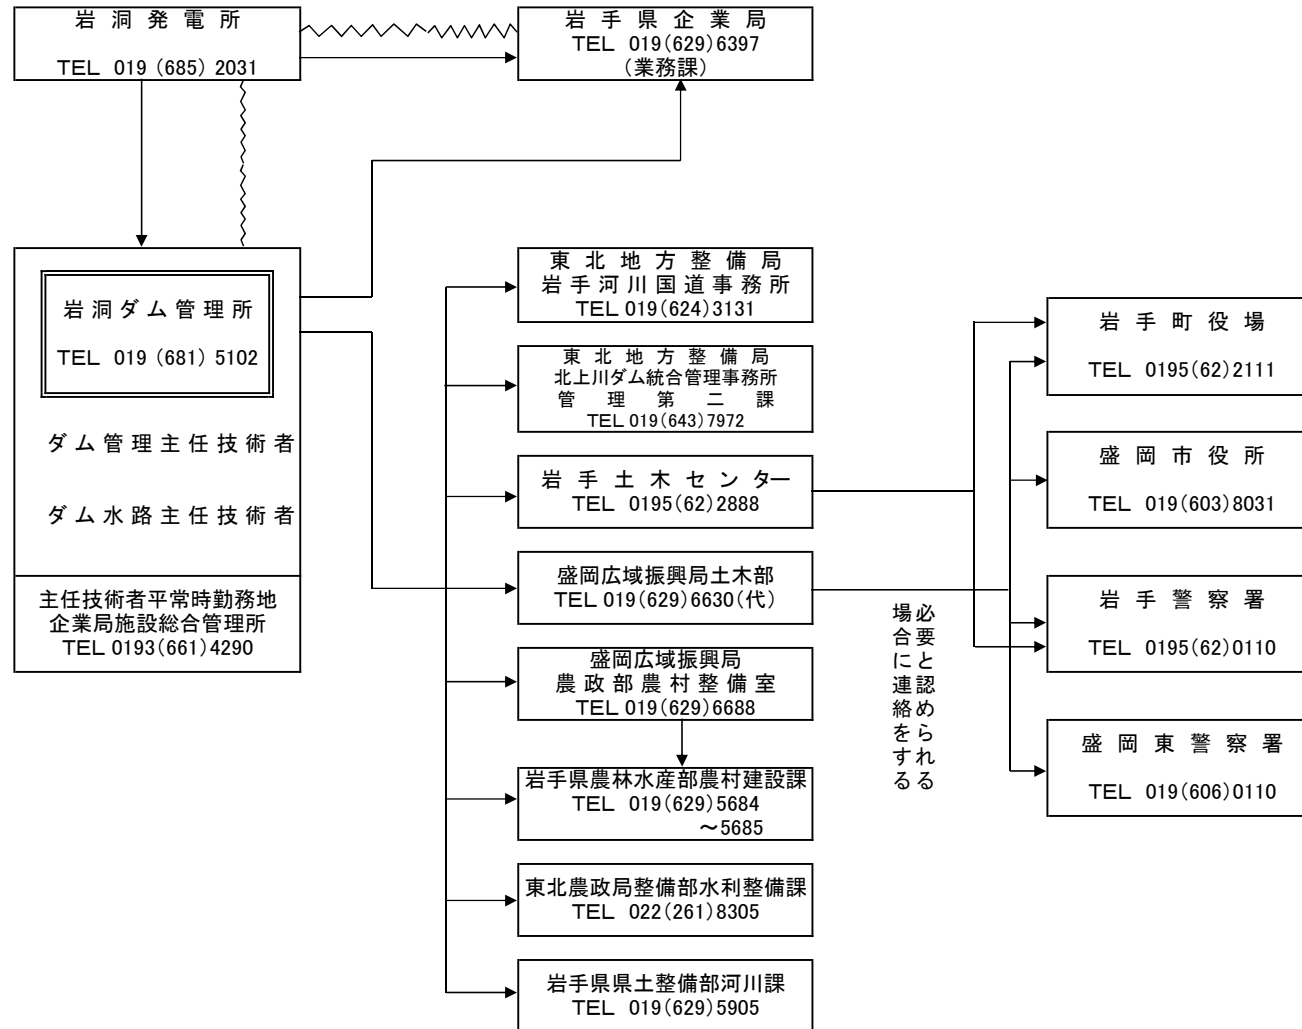 岩洞発電所
TEL 019 (685) 2031
岩手県企業局
TEL 019(629)6397
(業務課)
岩洞ダム管理所
TEL 019 (681) 5102
ダム管理主任技術者
ダム水路主任技術者
主任技術者平常時勤務地
企業局施設総合管理所
TEL 0193(661)4290
東北地方整備局
岩手河川国道事務所
TEL 019(624)3131
東北地方整備局
北上川ダム統合管理事務所
管理第二課
TEL 019(643)7972
岩手土木センター
TEL 0195(62)2888
盛岡広域振興局土木部
TEL 019(629)6630(代)
盛岡広域振興局
農政部農村整備室
TEL 019(629)6688
岩手県農林水産部農村建設課
TEL 019(629)5684
～5685
東北農政局整備部水利整備課
TEL 022(261)8305
岩手県県土整備部河川課
TEL 019(629)5905
必要と認められる
場合に連絡をする
岩手町役場
TEL 0195(62)2111
盛岡市役所
TEL 019(603)8031
岩手警察署
TEL 0195(62)0110
盛岡東警察署
TEL 019(606)0110